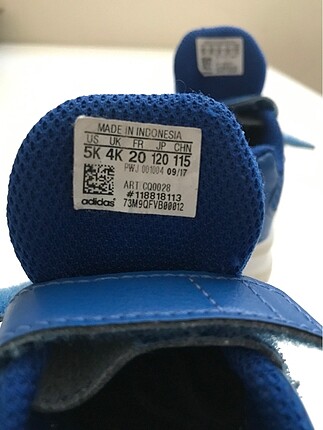 MADE IN INDONESIA
US UK FR JP CHN
5K 4K 20 120 115
PWJ 001004 09/17
ART CQ0028
#118818113
adidas 73M9QFVB00012